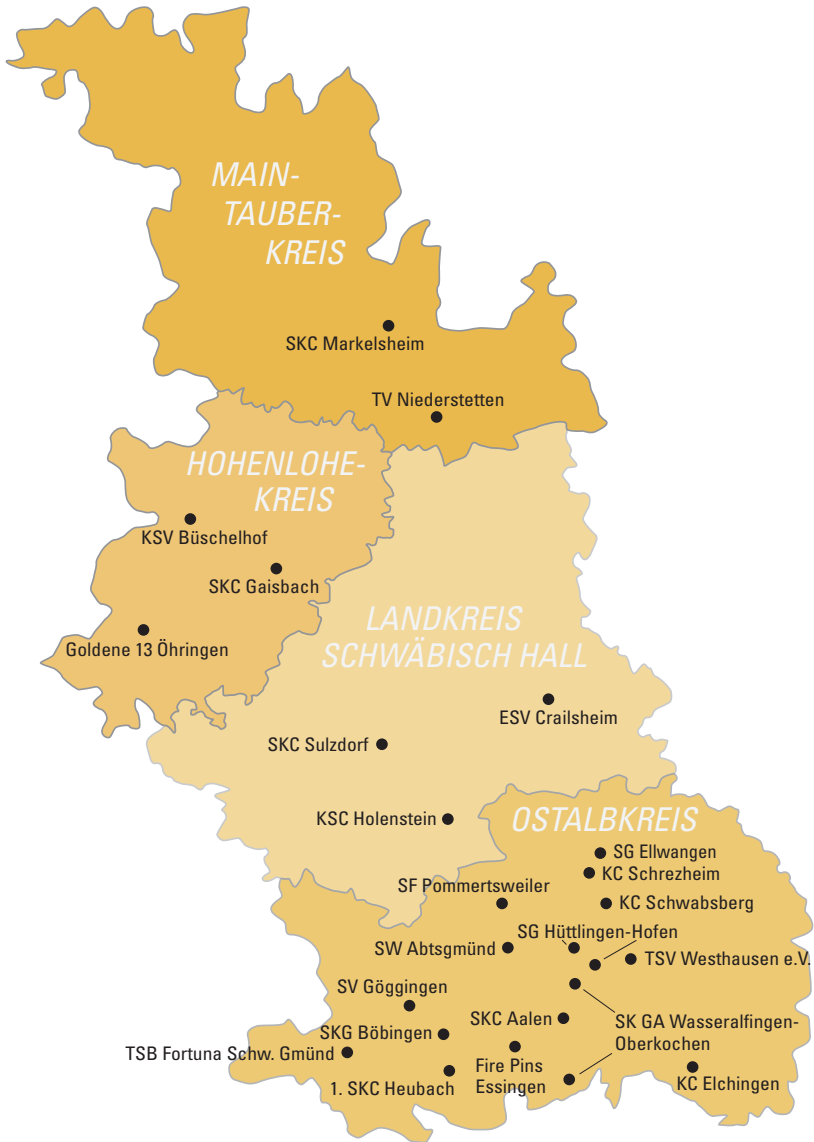 MAIN-
TAUBER-
KREIS
SKC Markelsheim
TV Niederstetten
HOHENLOHE-
KREIS
KSV Büschelhof
SKC Gaisbach
Goldene 13 Öhringen
LANDKREIS
SCHWÄBISCH HALL
ESV Crailsheim
SKC Sulzdorf
KSC Holenstein
OSTALBKREIS
SG Ellwangen
KC Schrezheim
SF Pommertsweiler
KC Schwabsberg
SG Hüttlingen-Hofen
SW Abtsgmünd
TSV Westhausen e.V.
SV Göggingen
SKC Aalen
SK GA Wasseralfingen-
Oberkochen
SKG Böbingen
TSB Fortuna Schw. Gmünd
Fire Pins
Essingen
1. SKC Heubach
KC Elchingen